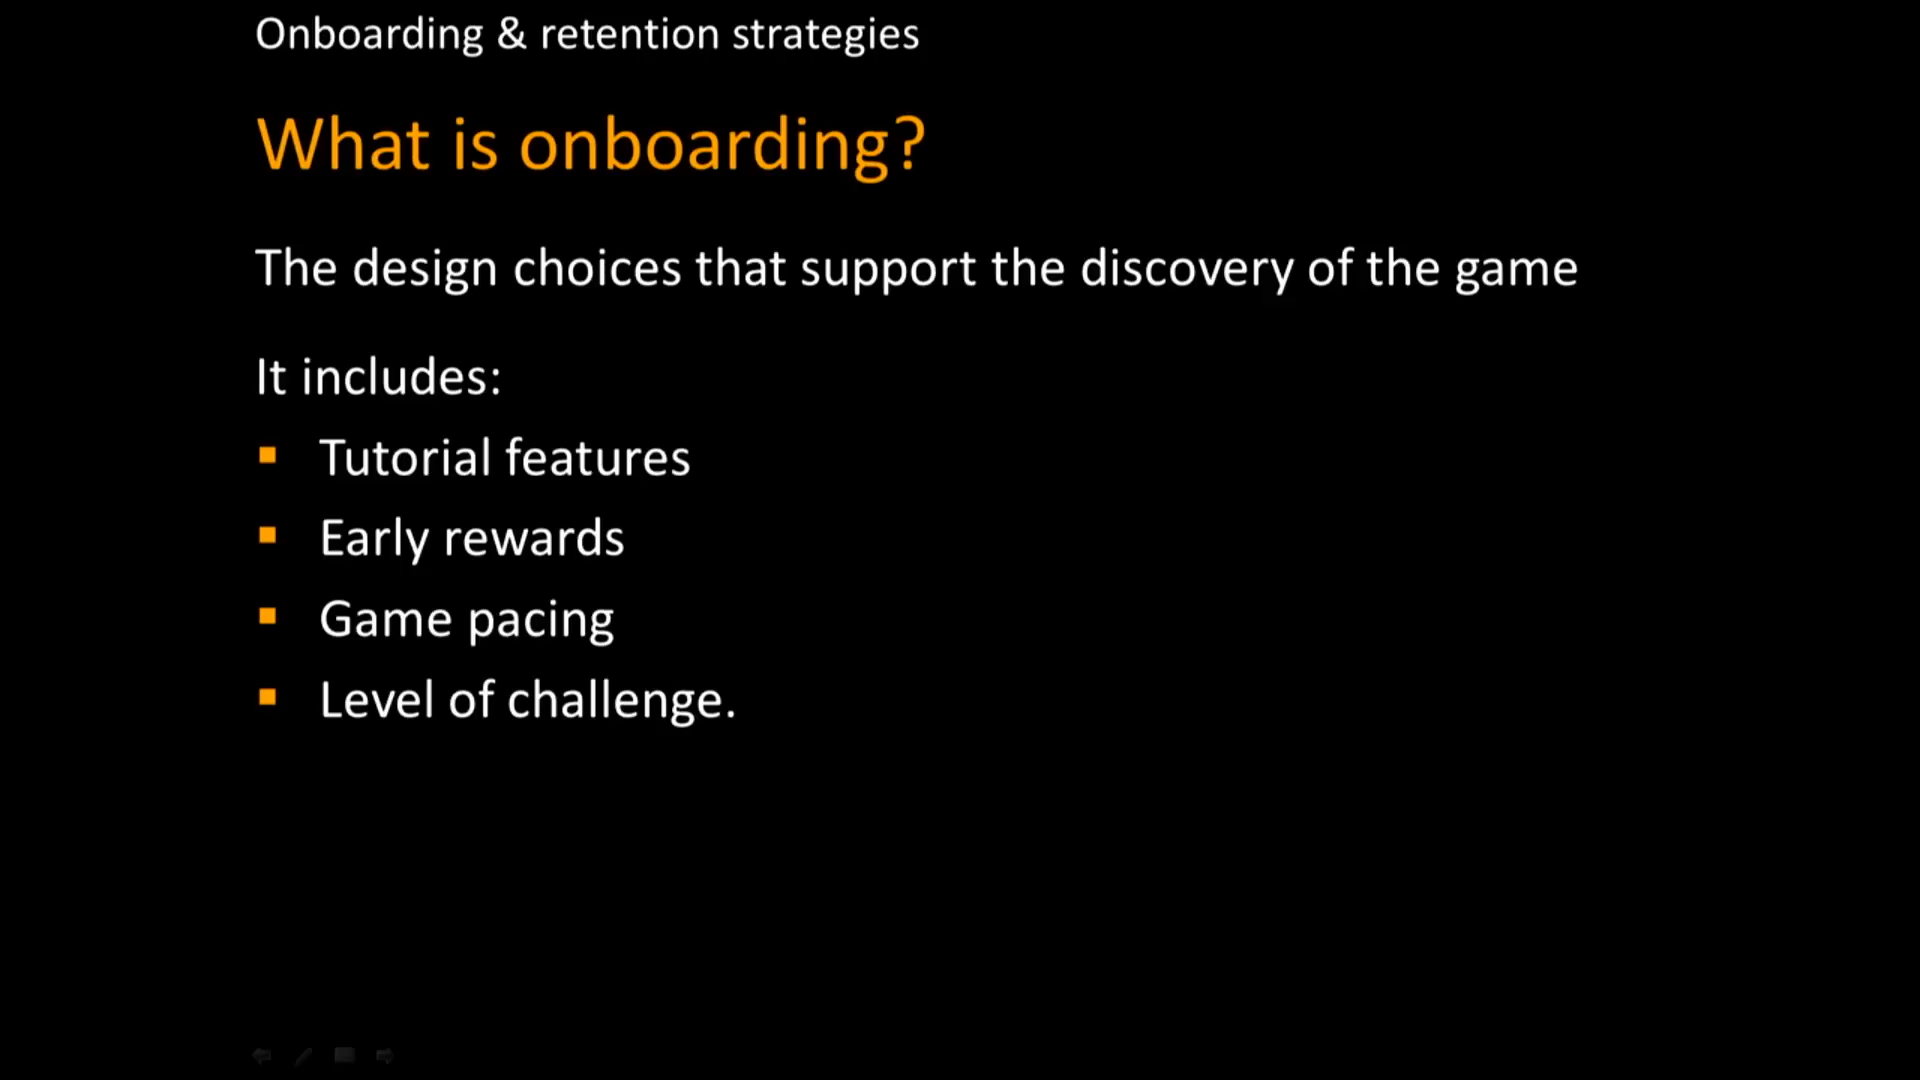 Onboarding & retention strategies
What is onboarding?
The design choices that support the discovery of the game
It includes:
Tutorial features
Early rewards
Game pacing
Level of challenge.